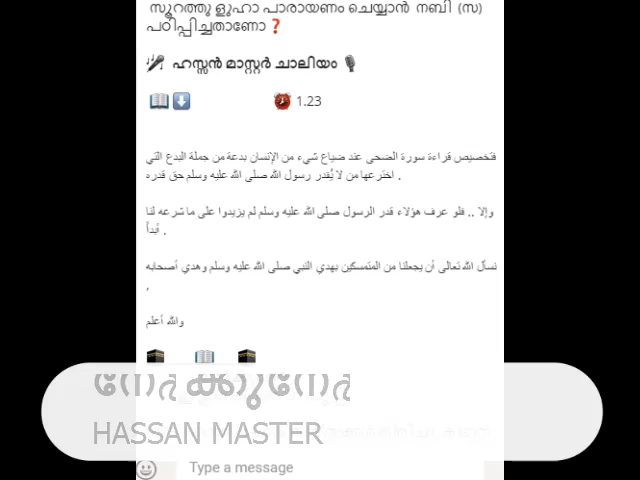 സൂറത്തു ളുഹാ പാരായണം ചെയ്യാൻ നബി (സ)
പഠിപ്പിച്ചതാണോ❓
🎤 ഹസ്സൻ മാസ്റ്റർ ചാലിയം 🎙
📖⬇ ⏰ 1.23
فتخصيص قراءة سورة الضحى عند ضياع شيء من الإنسان بدعة من جملة البدع التي
اخترعها من لا يُقدر رسول الله صلى الله عليه وسلم حق قدره .
وإلا .. فلو عرف هؤلاء قدر الرسول صلى الله عليه وسلم لم يزيدوا على ما شرعه لنا
أبداً .
نسأل الله تعالى أن يجعلنا من المتمسكين بهدي النبي صلى الله عليه وسلم وهدي أصحابه
,
والله أعلم
🕋 📖 🕋
HASSAN MASTER
Type a message